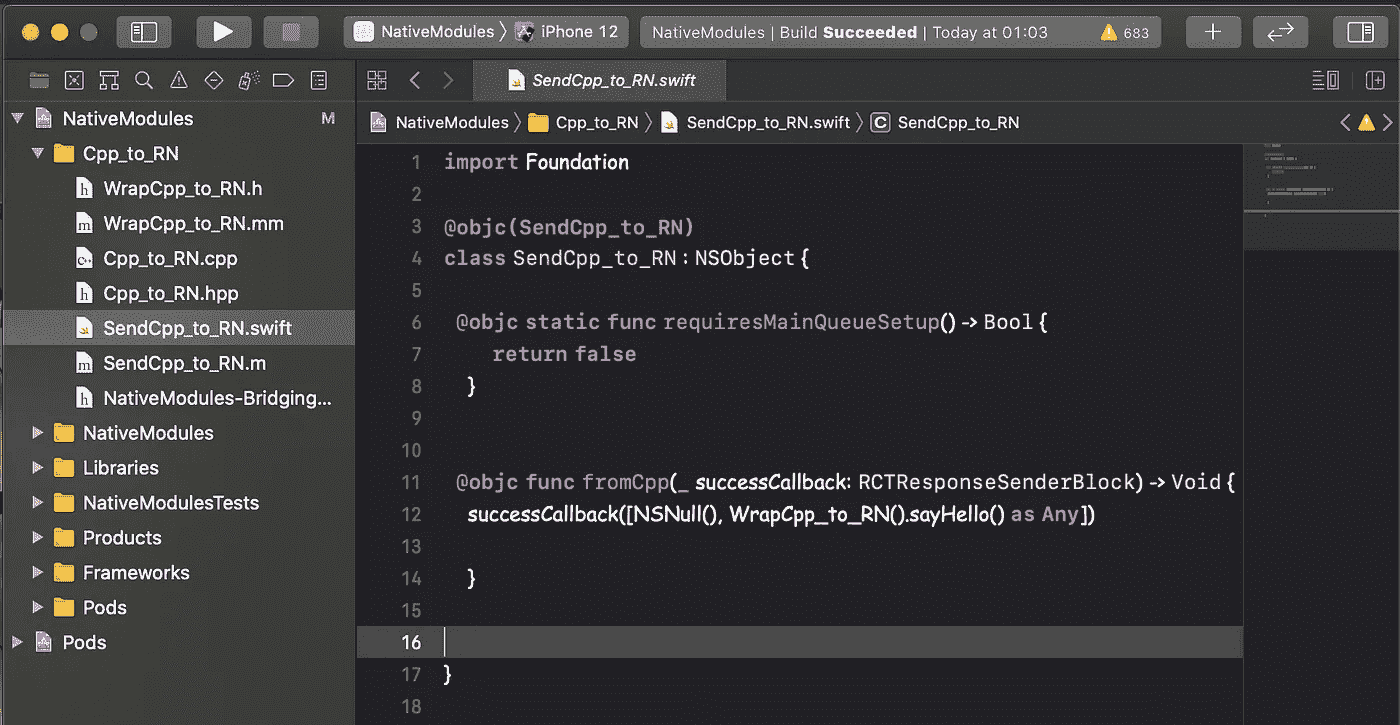 NativeModules 〉 iPhone 12
NativeModules | Build Succeeded | Today at 01:03
683
SendCpp_to_RN.swift
NativeModules 〉 Cpp_to_RN 〉 SendCpp_to_RN.swift 〉 C SendCpp_to_RN
NativeModules M
Cpp_to_RN
h WrapCpp_to_RN.h
m WrapCpp_to_RN.mm
C++ Cpp_to_RN.cpp
h Cpp_to_RN.hpp
SendCpp_to_RN.swift
m SendCpp_to_RN.m
h NativeModules-Bridging...
NativeModules
Libraries
NativeModulesTests
Products
Frameworks
Pods
Pods
1 import Foundation
2
3 @objc(SendCpp_to_RN)
4 class SendCpp_to_RN : NSObject {
5
6 @objc static func requiresMainQueueSetup() -> Bool {
7 return false
8 }
9
10
11 @objc func fromCpp(_ successCallback: RCTResponseSenderBlock) -> Void {
12 successCallback([NSNull(), WrapCpp_to_RN().sayHello() as Any])
13
14 }
15
16
17 }
18